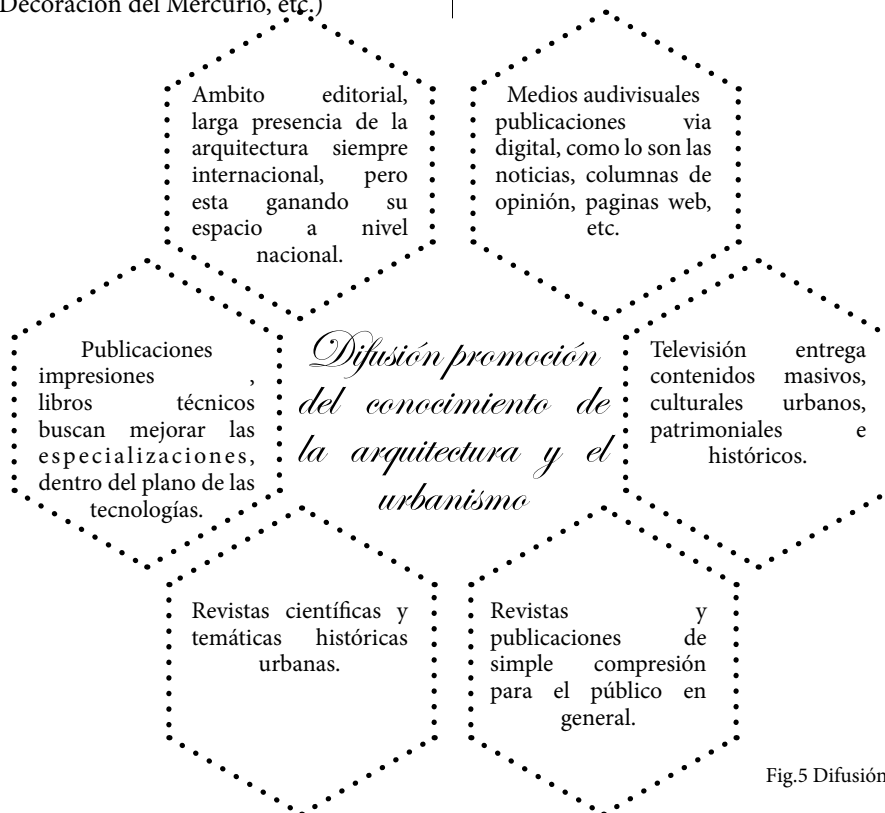 Decoración del Mercurio, etc.)
Ambito editorial,
larga presencia de la
arquitectura siempre
internacional, pero
esta ganando su
espacio a nivel
nacional.
Medios audivisuales
publicaciones via
digital, como lo son las
noticias, columnas de
opinión, paginas web,
etc.
Publicaciones
impresiones ,
libros técnicos
buscan mejorar las
especializaciones,
dentro del plano de las
tecnologías.
Difusión promoción
del conocimiento de
la arquitectura y el
urbanismo
Televisión entrega
contenidos masivos,
culturales urbanos,
patrimoniales e
históricos.
Revistas científicas y
temáticas históricas
urbanas.
Revistas y
publicaciones de
simple compresión
para el público en
general.
Fig.5 Difusión